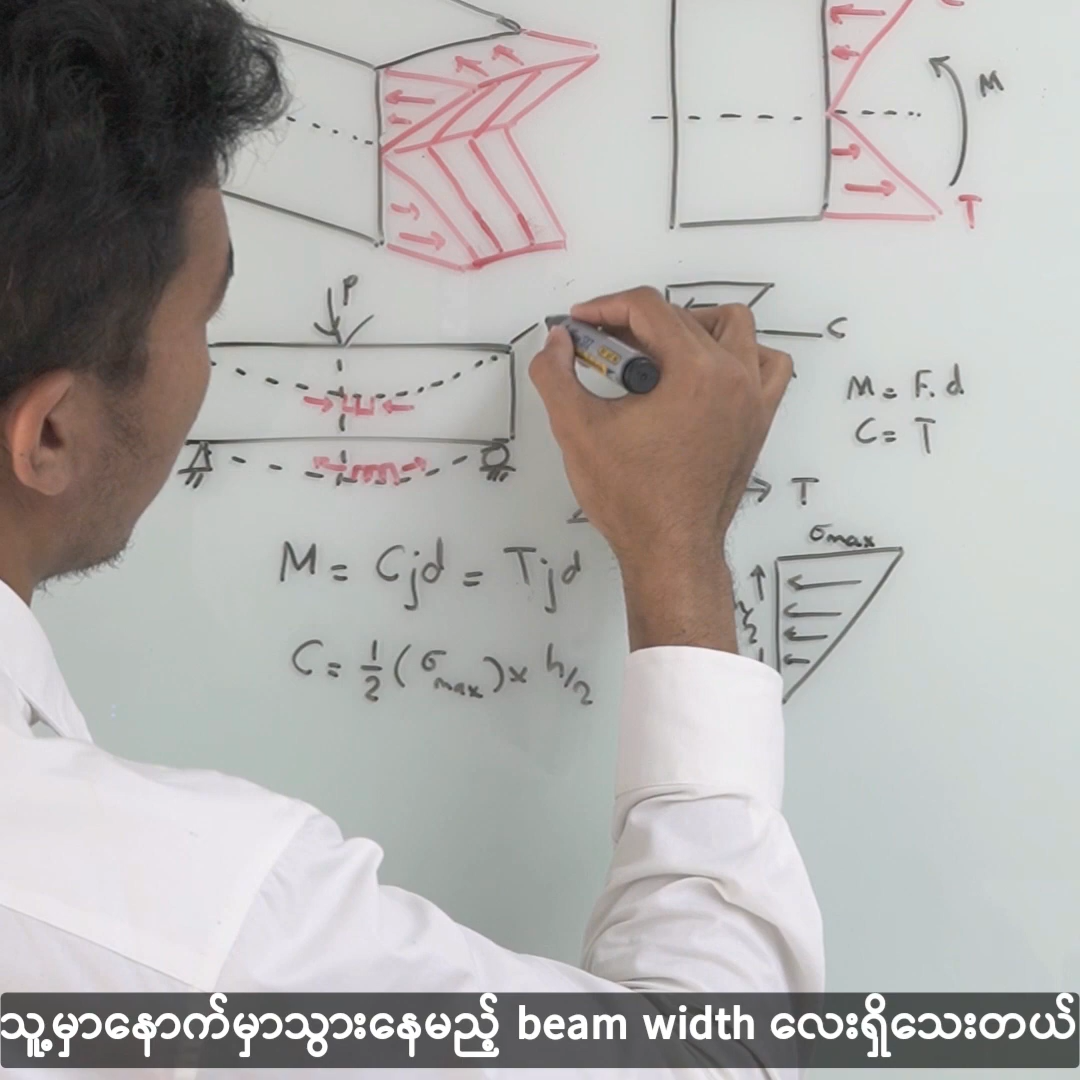 M
T
P
C
M = F. d
C = T
T
σmax
M = Cjd = Tjd
h/2
C = 1/2 (σmax) x h/2
သူ့မှာနောက်မှာသွားနေမည့် beam width လေးရှိသေးတယ်